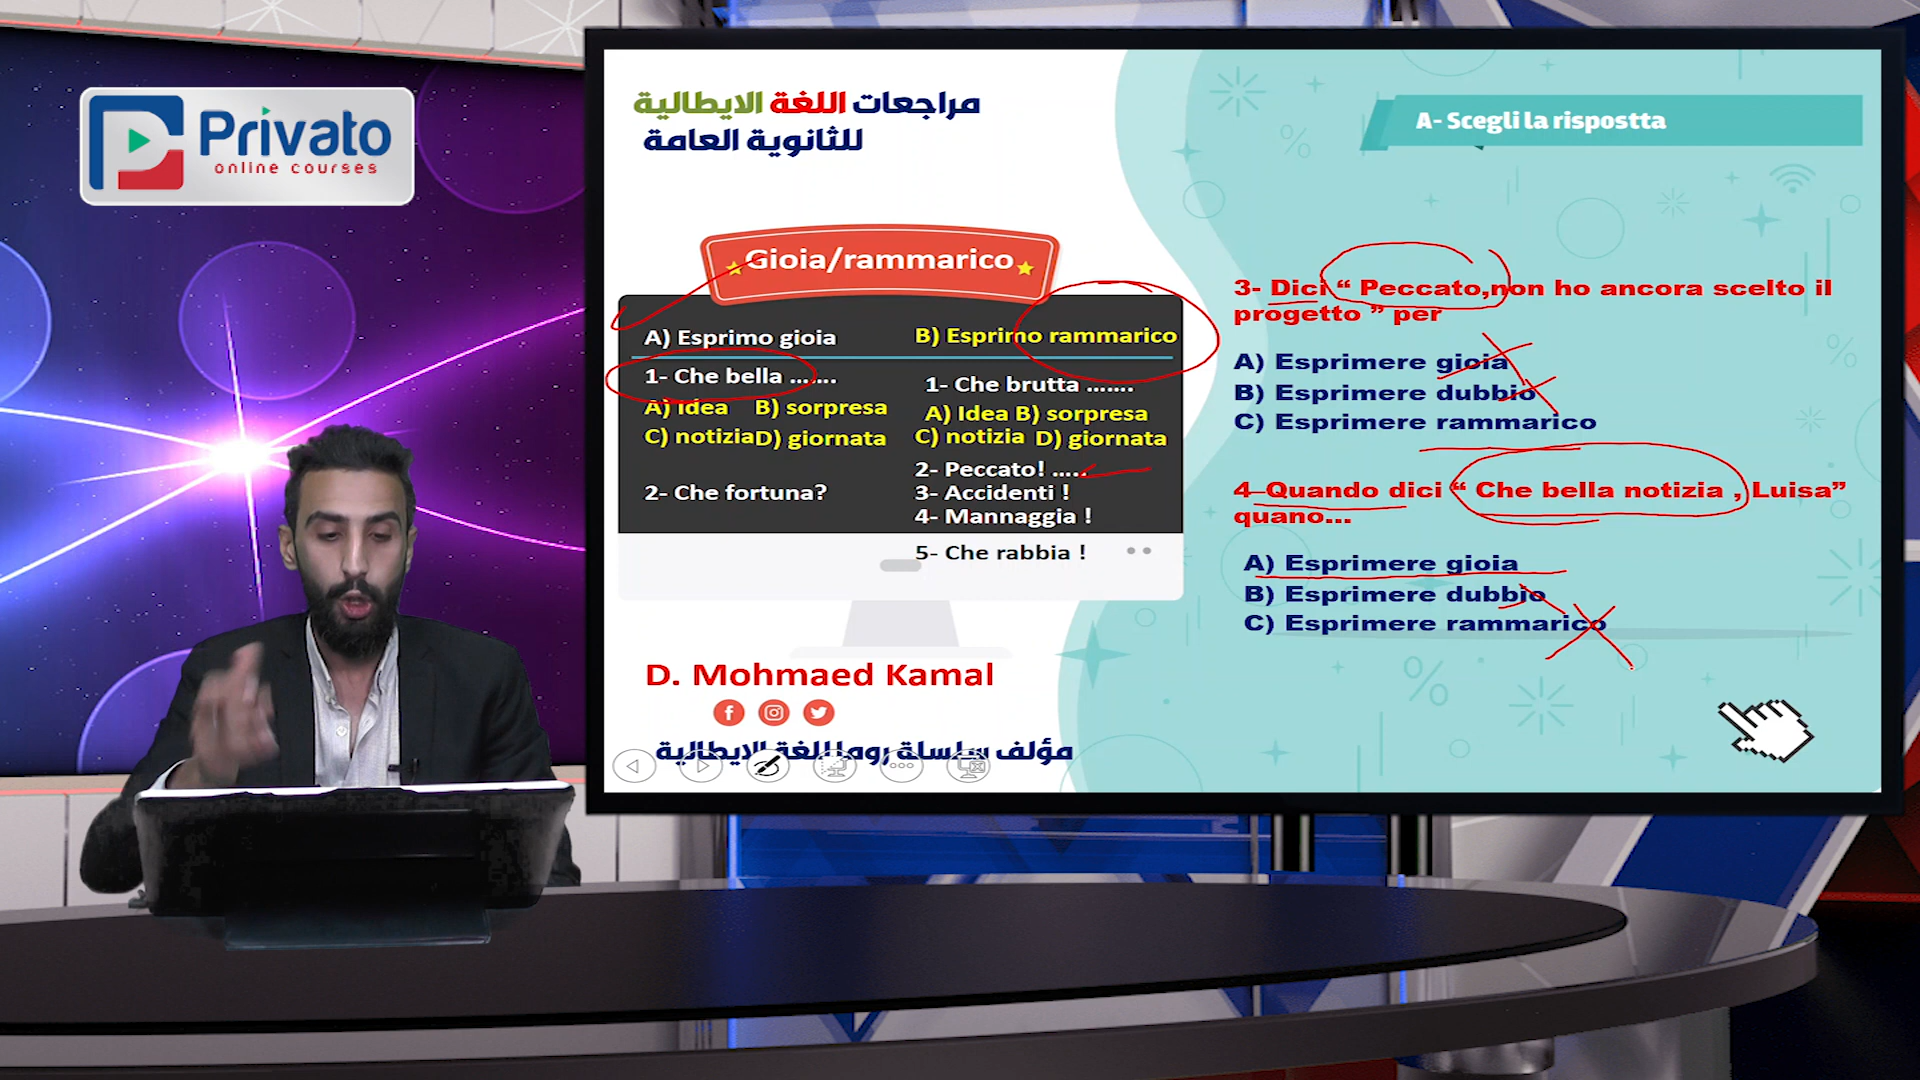 Privato
online courses
مراجعات اللغة الايطالية
للثانوية العامة
A- Scegli la rispostta
Gioia/rammarico
A) Esprimo gioia
B) Esprimo rammarico
1- Che bella .......
A) Idea B) sorpresa
C) notizia D) giornata
2- Che fortuna?
1- Che brutta .......
A) Idea B) sorpresa
C) notizia D) giornata
2- Peccato! .....
3- Accidenti !
4- Mannaggia !
5- Che rabbia !
D. Mohmaed Kamal
مؤلف سلسلة روما للغة الايطالية
3- Dici “ Peccato,non ho ancora scelto il
progetto ” per
A) Esprimere gioia
B) Esprimere dubbio
C) Esprimere rammarico
4- Quando dici “ Che bella notizia , Luisa”
quano...
A) Esprimere gioia
B) Esprimere dubbio
C) Esprimere rammarico